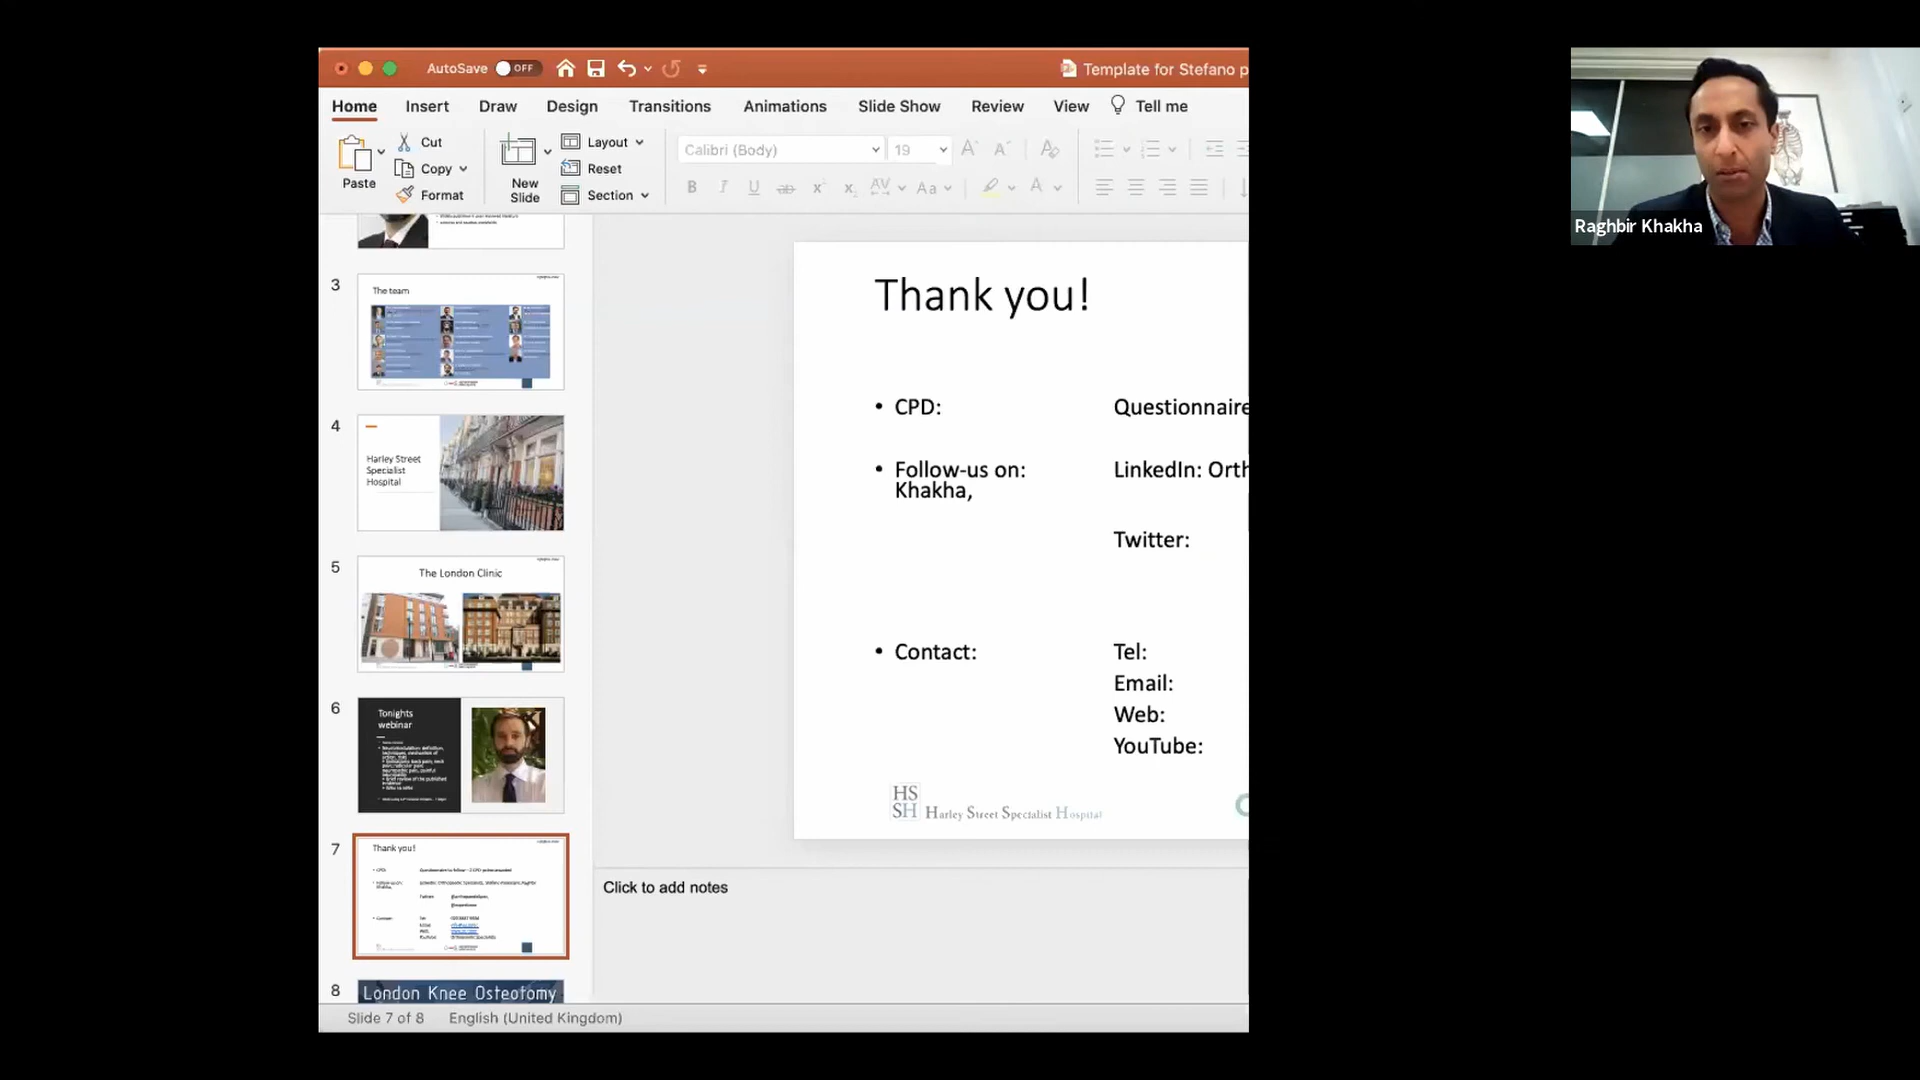 AutoSave OFF
Template for Stefano p
Home Insert Draw Design Transitions Animations Slide Show Review View Tell me
Paste
Cut
Copy
Format
New
Slide
Layout
Reset
Section
Calibri (Body) 19
3
The team
4
Harley Street
Specialist
Hospital
5
The London Clinic
6
Tonights
webinar
7
Thank you!
8
London Knee Osteotomy
Thank you!
• CPD: Questionnaire
• Follow-us on: LinkedIn: Orth
Khakha,
Twitter:
• Contact: Tel:
Email:
Web:
YouTube:
HS
SH Harley Street Specialist Hospital
Click to add notes
Slide 7 of 8 English (United Kingdom)
Raghbir Khakha